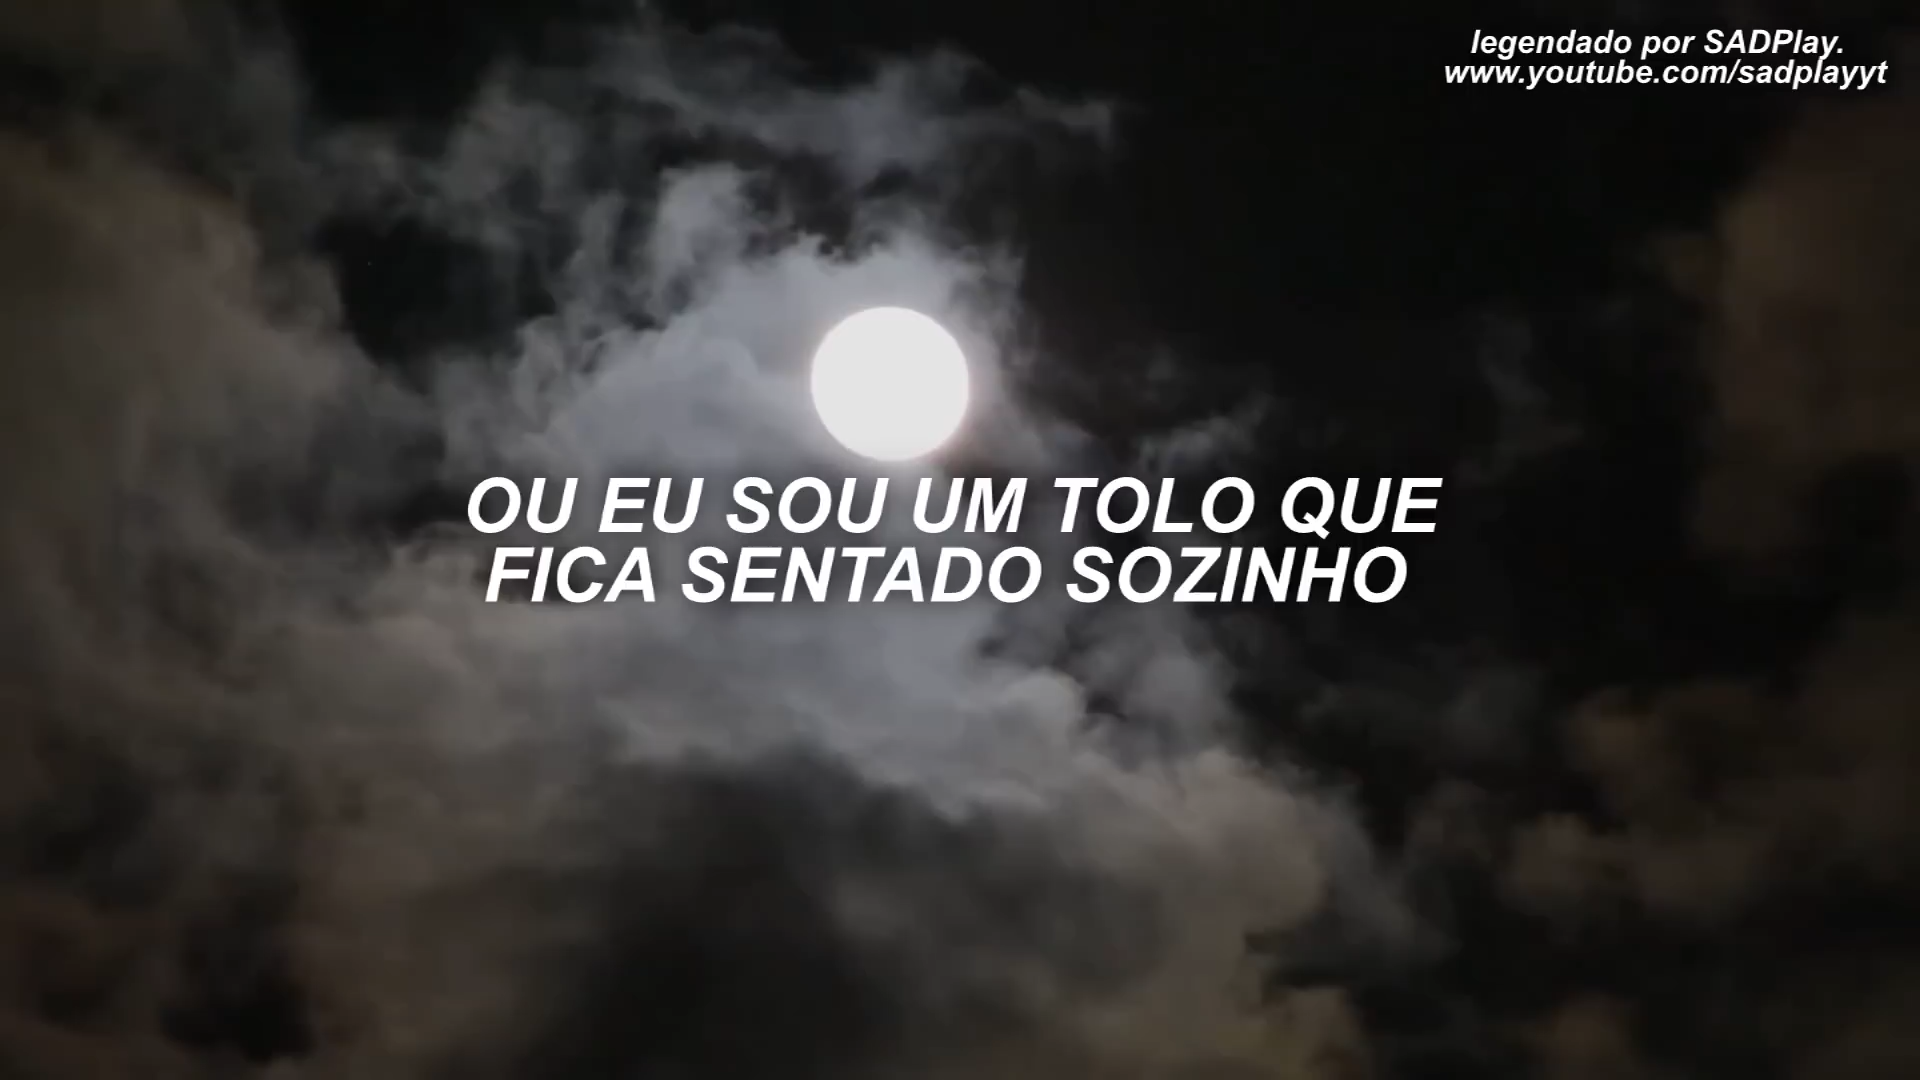 legendado por SADPlay.
www.youtube.com/sadplayyt
OU EU SOU UM TOLO QUE
FICA SENTADO SOZINHO